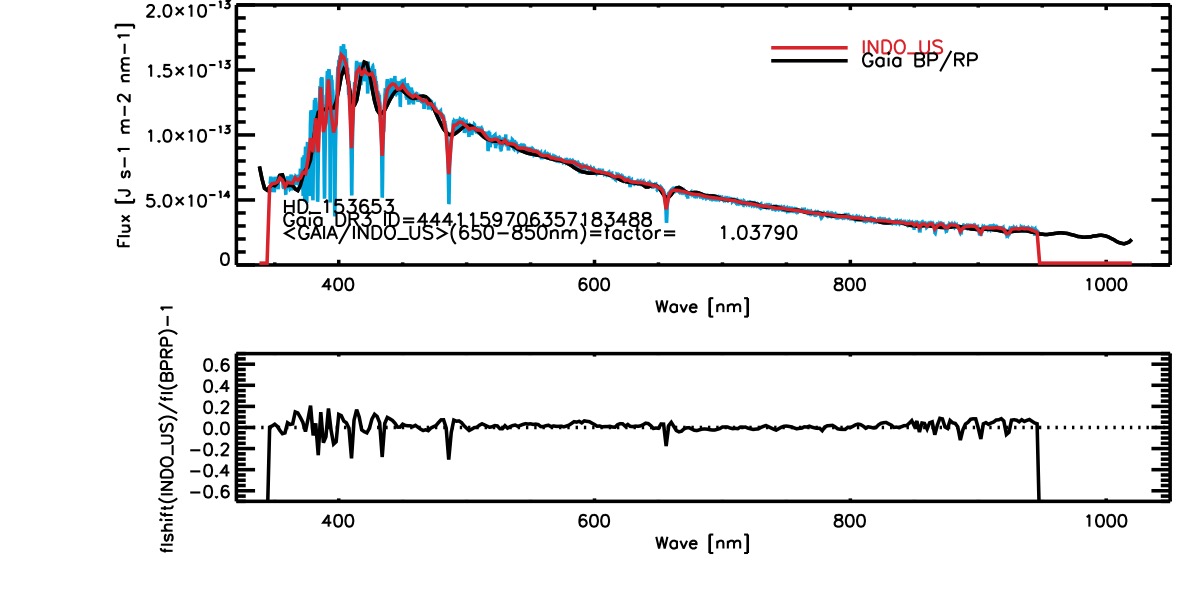 2.0×10−13
1.5×10−13
1.0×10−13
5.0×10−14
0
Flux [J s−1 m−2 nm−1]
INDO_US
Gaia BP/RP
HD_153653
Gaia DR3 ID=4441159706357183488
<GAIA/INDO_US>(650−850nm)=factor= 1.03790
400 600 800 1000
Wave [nm]
0.6
0.4
0.2
0.0
−0.2
−0.4
−0.6
flshift(INDO_US)/fl(BPRP)−1
400 600 800 1000
Wave [nm]